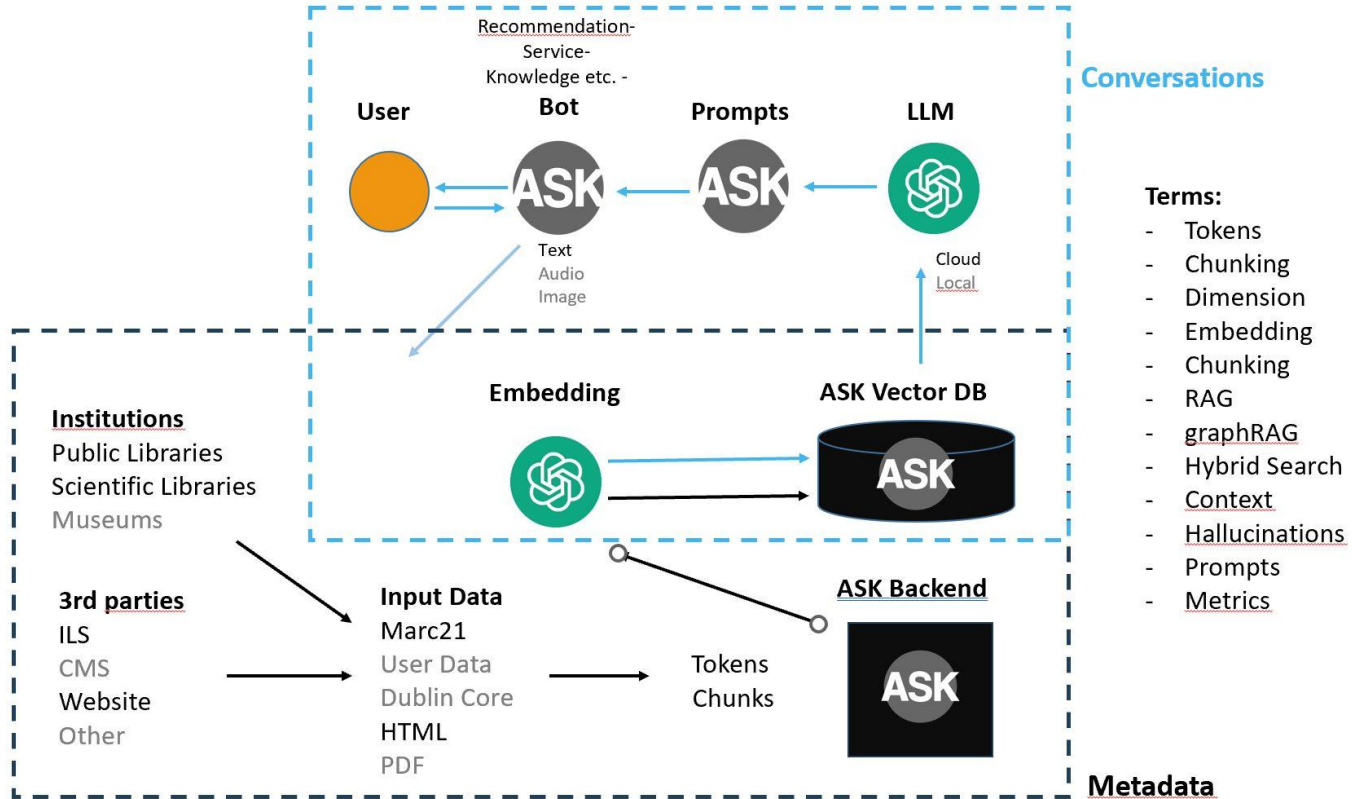 Recommendation-
Service-
Knowledge etc. -
Conversations
User
Bot
Prompts
LLM
ASK
ASK
Text
Audio
Image
Cloud
Local
Terms:
- Tokens
- Chunking
- Dimension
- Embedding
- Chunking
- RAG
- graphRAG
- Hybrid Search
- Context
- Hallucinations
- Prompts
- Metrics
Embedding
ASK Vector DB
ASK
Institutions
Public Libraries
Scientific Libraries
Museums
3rd parties
ILS
CMS
Website
Other
Input Data
Marc21
User Data
Dublin Core
HTML
PDF
Tokens
Chunks
ASK Backend
ASK
Metadata